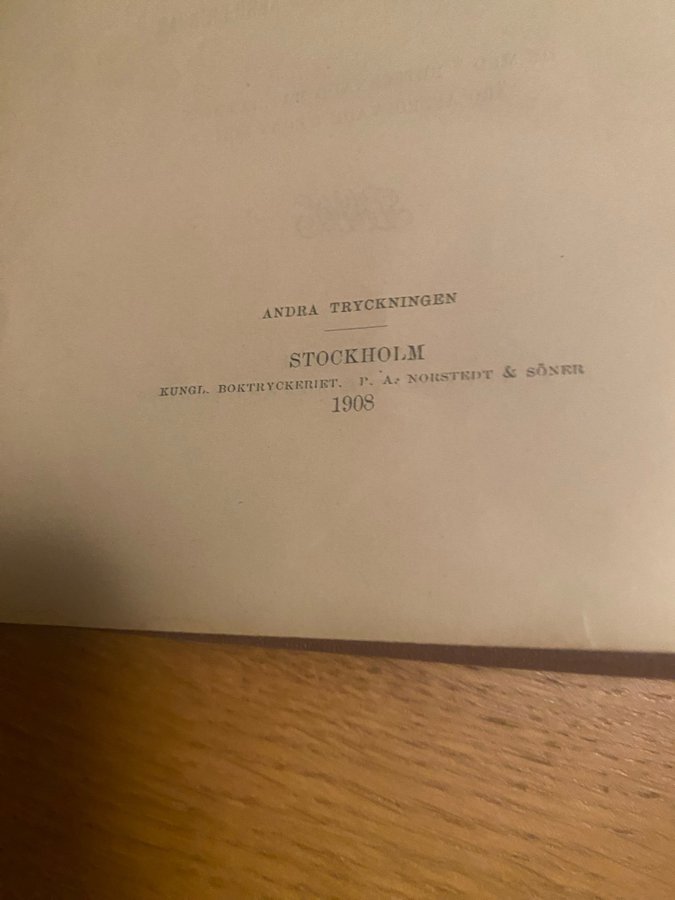 ANDRA TRYCKNINGEN
STOCKHOLM
KUNGL. BOKTRYCKERIET. P. A. NORSTEDT & SÖNER
1908